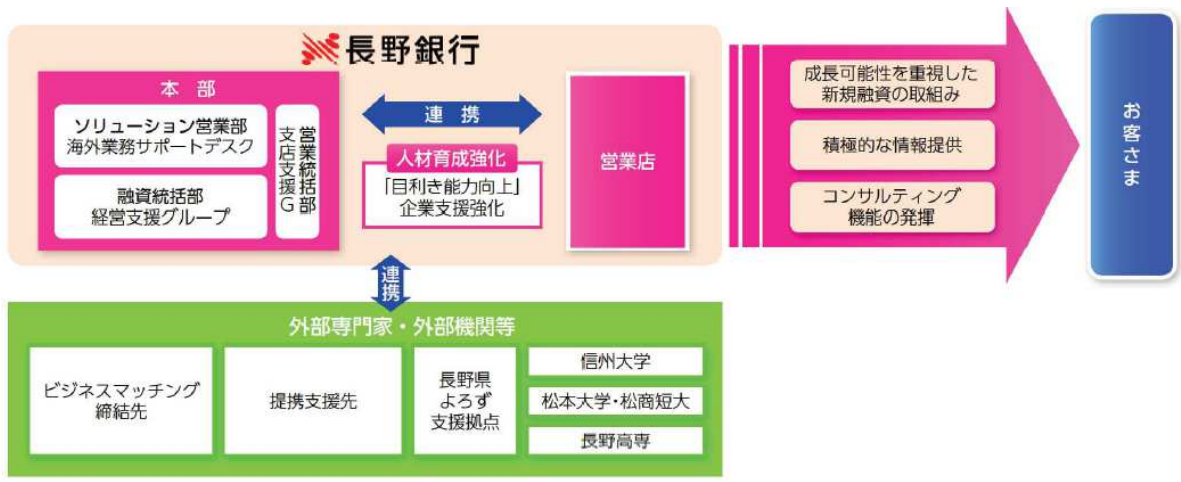 長野銀行
本部
ソリューション営業部
海外業務サポートデスク
融資統括部
経営支援グループ
営業統括部
支店支援G
連携
人材育成強化
「目利き能力向上」
企業支援強化
営業店
成長可能性を重視した
新規融資の取組み
積極的な情報提供
コンサルティング
機能の発揮
お客さま
連携
外部専門家・外部機関等
ビジネスマッチング
締結先
提携支援先
長野県
よろず
支援拠点
信州大学
松本大学・松商短大
長野高専